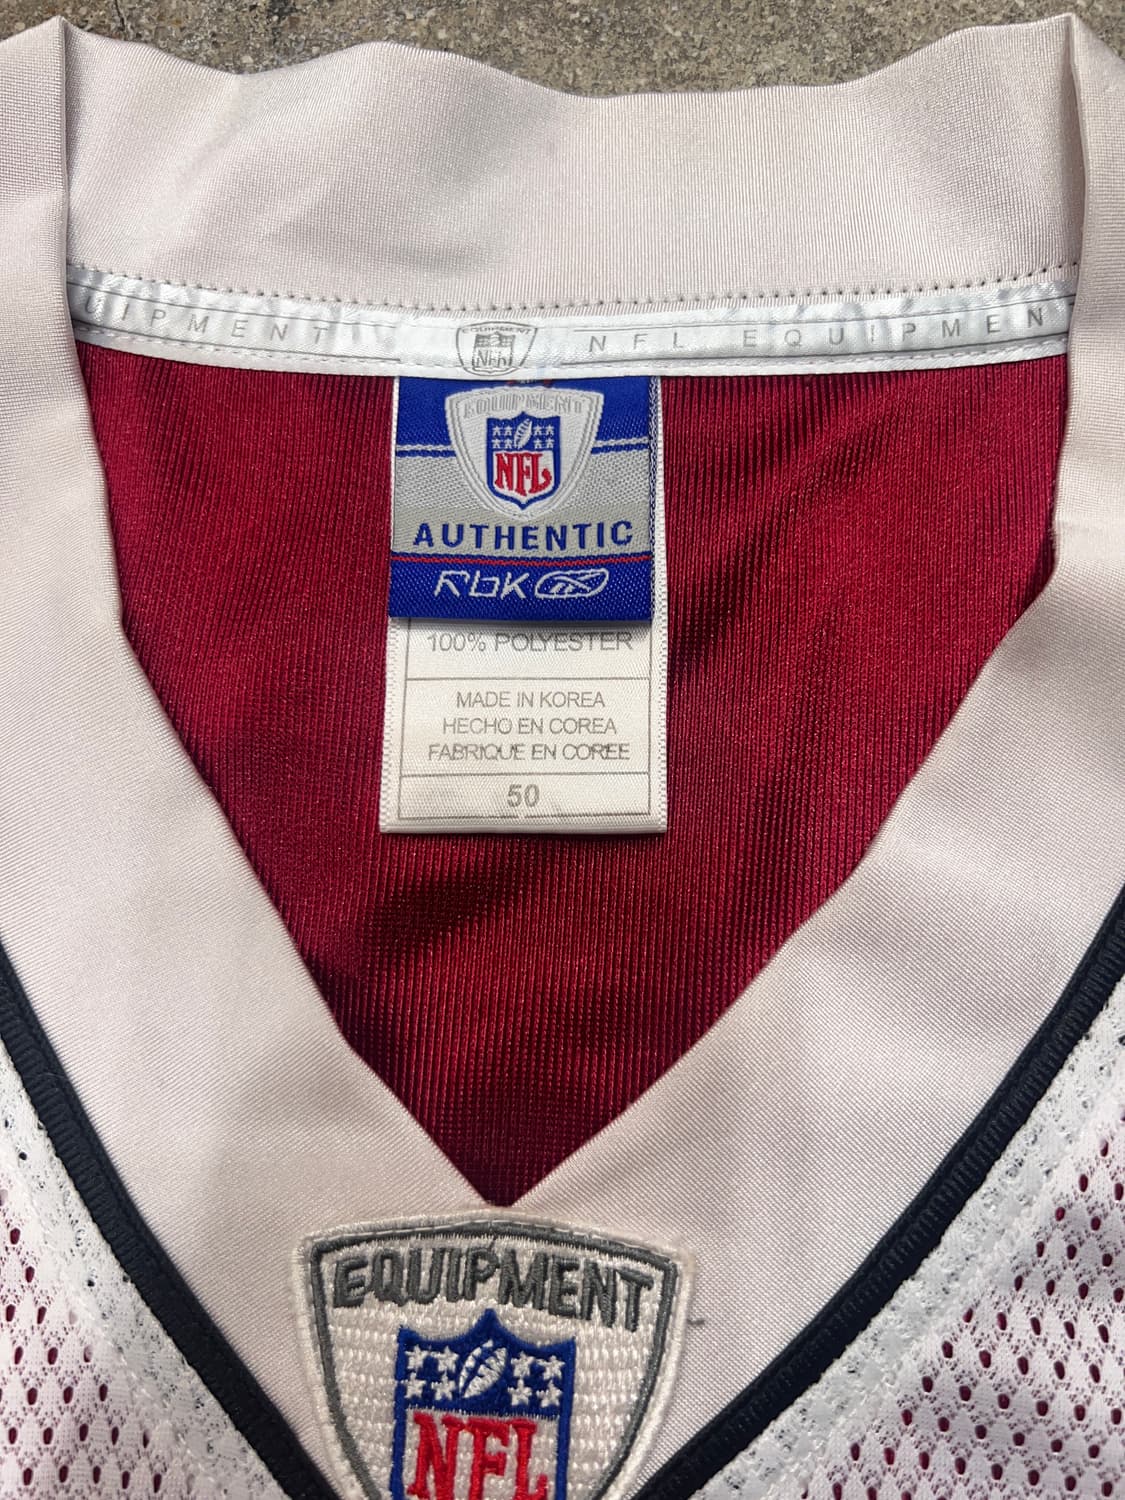 UIPMENT
EQUIPMENT
NFL
NFL EQUIPMEN
EQUIPMENT
NFL
AUTHENTIC
RBK
100% POLYESTER
MADE IN KOREA
HECHO EN COREA
FABRIQUE EN COREE
50
EQUIPMENT
NFL